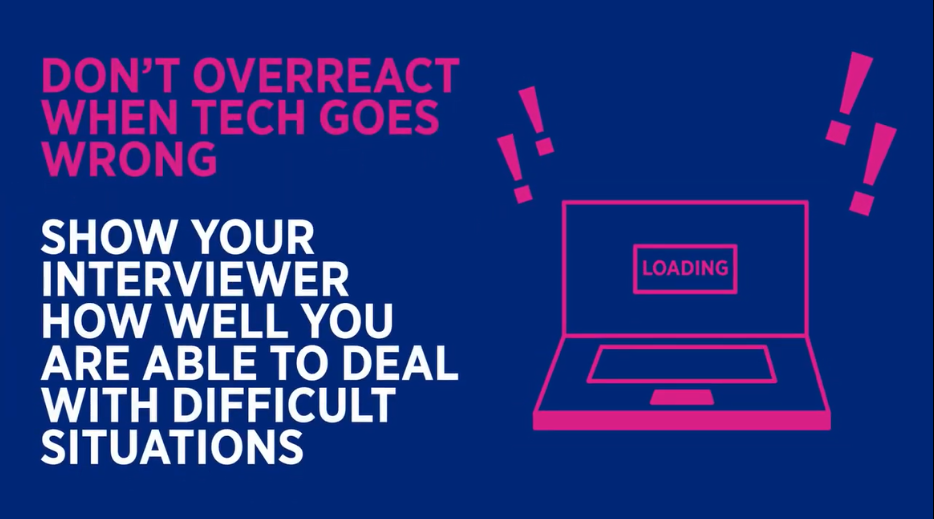 DON'T OVERREACT
WHEN TECH GOES
WRONG
SHOW YOUR
INTERVIEWER
HOW WELL YOU
ARE ABLE TO DEAL
WITH DIFFICULT
SITUATIONS
! !
! !
LOADING